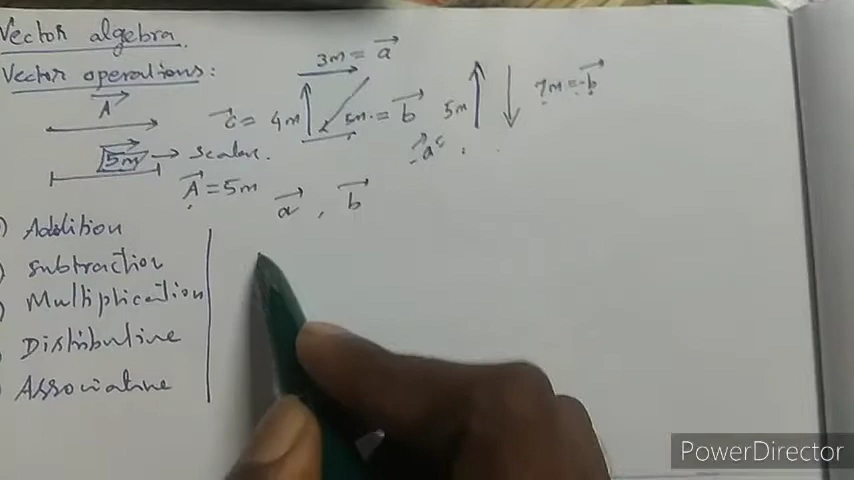 Vector algebra.
Vector operations:
A
3m = a
c = 4m
5m = b
5m
7m = -b
a
5m → scalar.
A = 5m
a , b
) Addition
) Subtraction
) Multiplication
Distributive
Associative
PowerDirector